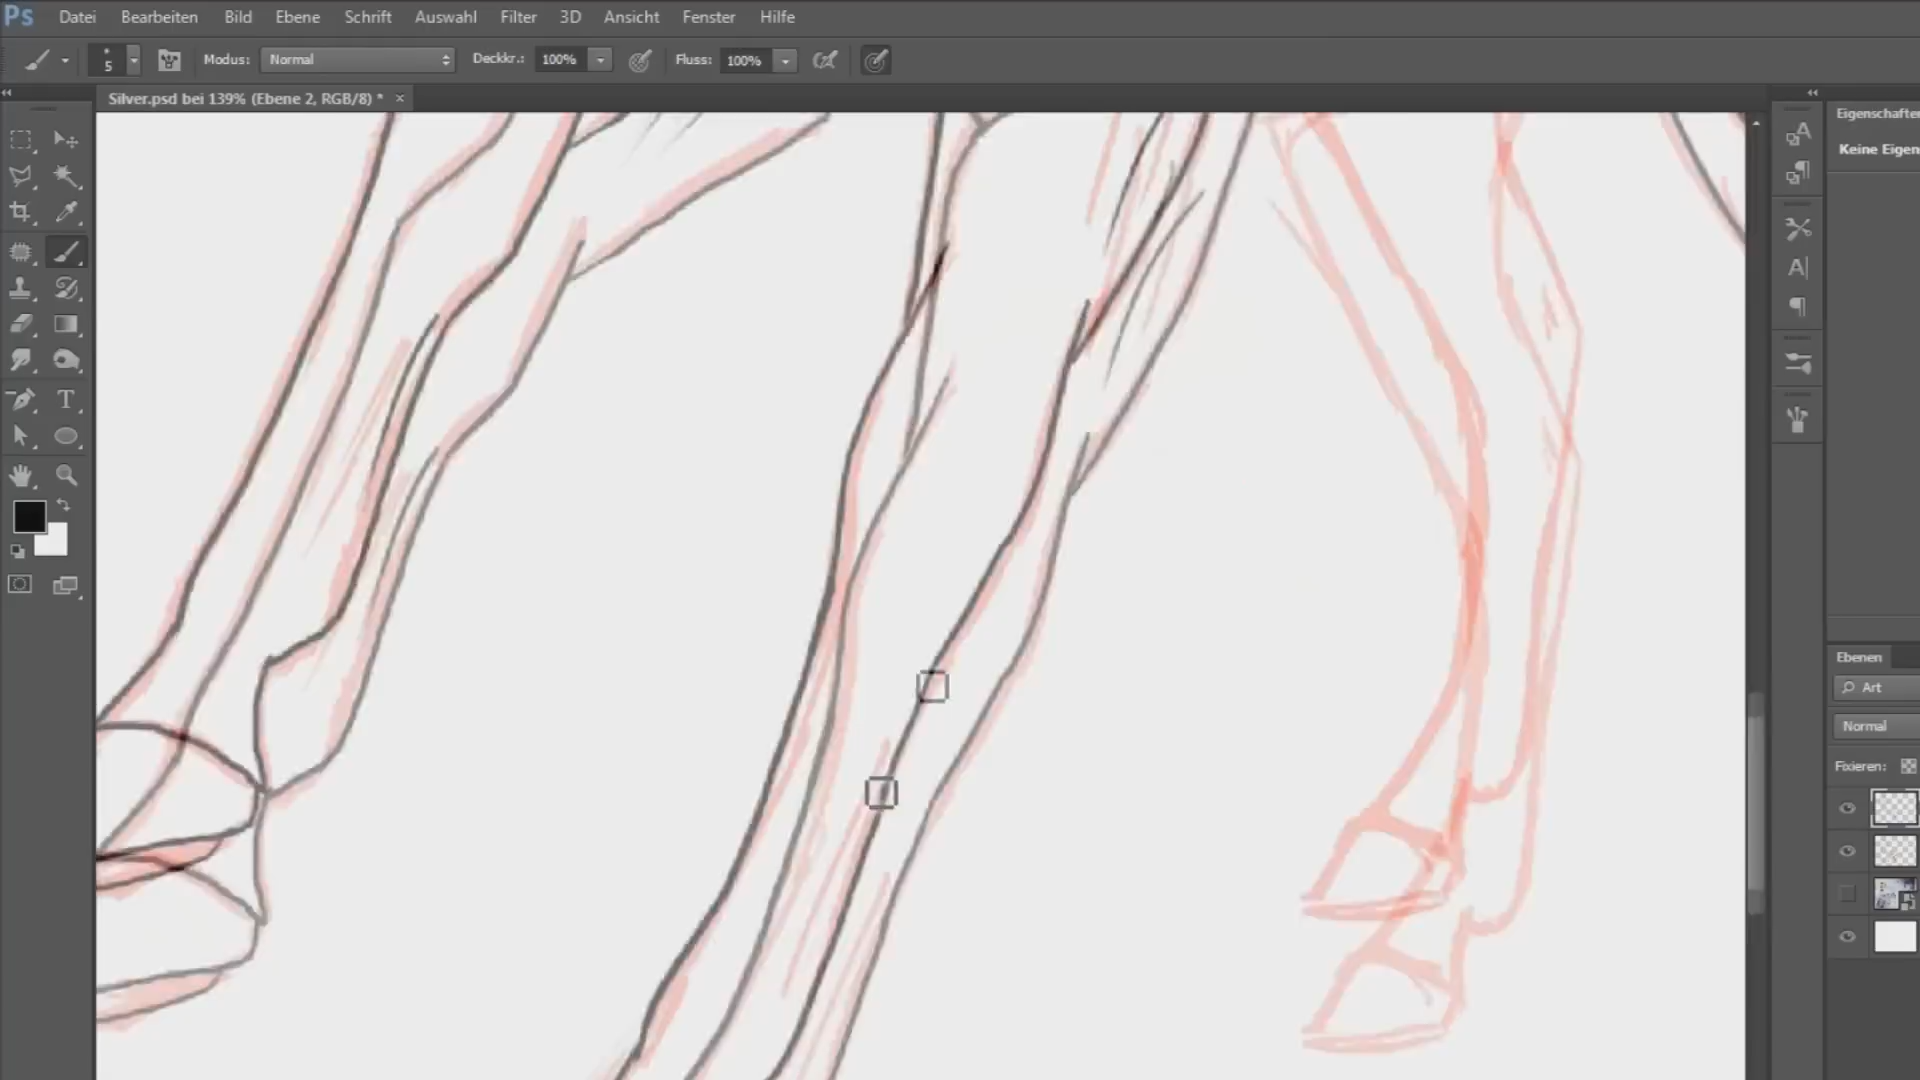 Ps Datei Bearbeiten Bild Ebene Schrift Auswahl Filter 3D Ansicht Fenster Hilfe
5 Modus: Normal Deckkr.: 100% Fluss: 100%
Silver.psd bei 139% (Ebene 2, RGB/8) * ×
Eigenschafte
Keine Eigen
Ebenen
Art
Normal
Fixieren: